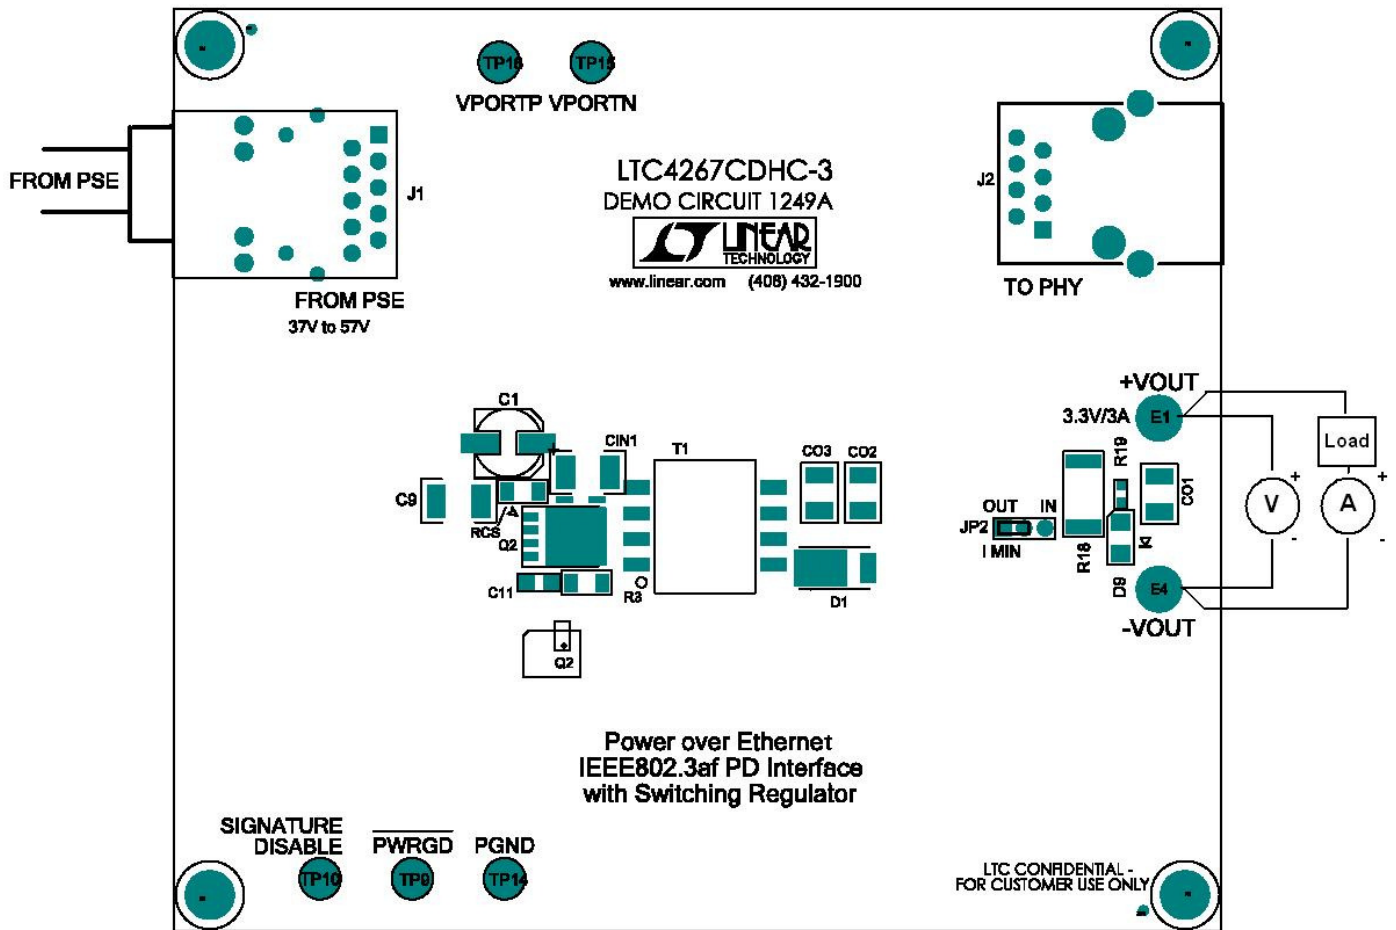 TP16
TP15
VPORTP VPORTN
FROM PSE
J1
LTC4267CDHC-3
DEMO CIRCUIT 1249A
LT LINEAR
TECHNOLOGY
www.linear.com (408) 432-1900
J2
FROM PSE
37V to 57V
TO PHY
+VOUT
3.3V/3A
E1
Load
C1
CIN1
T1
CO3 CO2
R19
CO1
C9
RCS
Q2
OUT IN
JP2
I MIN
R18
V
+
-
A
+
-
C11
R3
D1
D9
E4
-VOUT
Q2
Power over Ethernet
IEEE802.3af PD Interface
with Switching Regulator
SIGNATURE
DISABLE
PWRGD
PGND
TP10
TP9
TP14
LTC CONFIDENTIAL -
FOR CUSTOMER USE ONLY